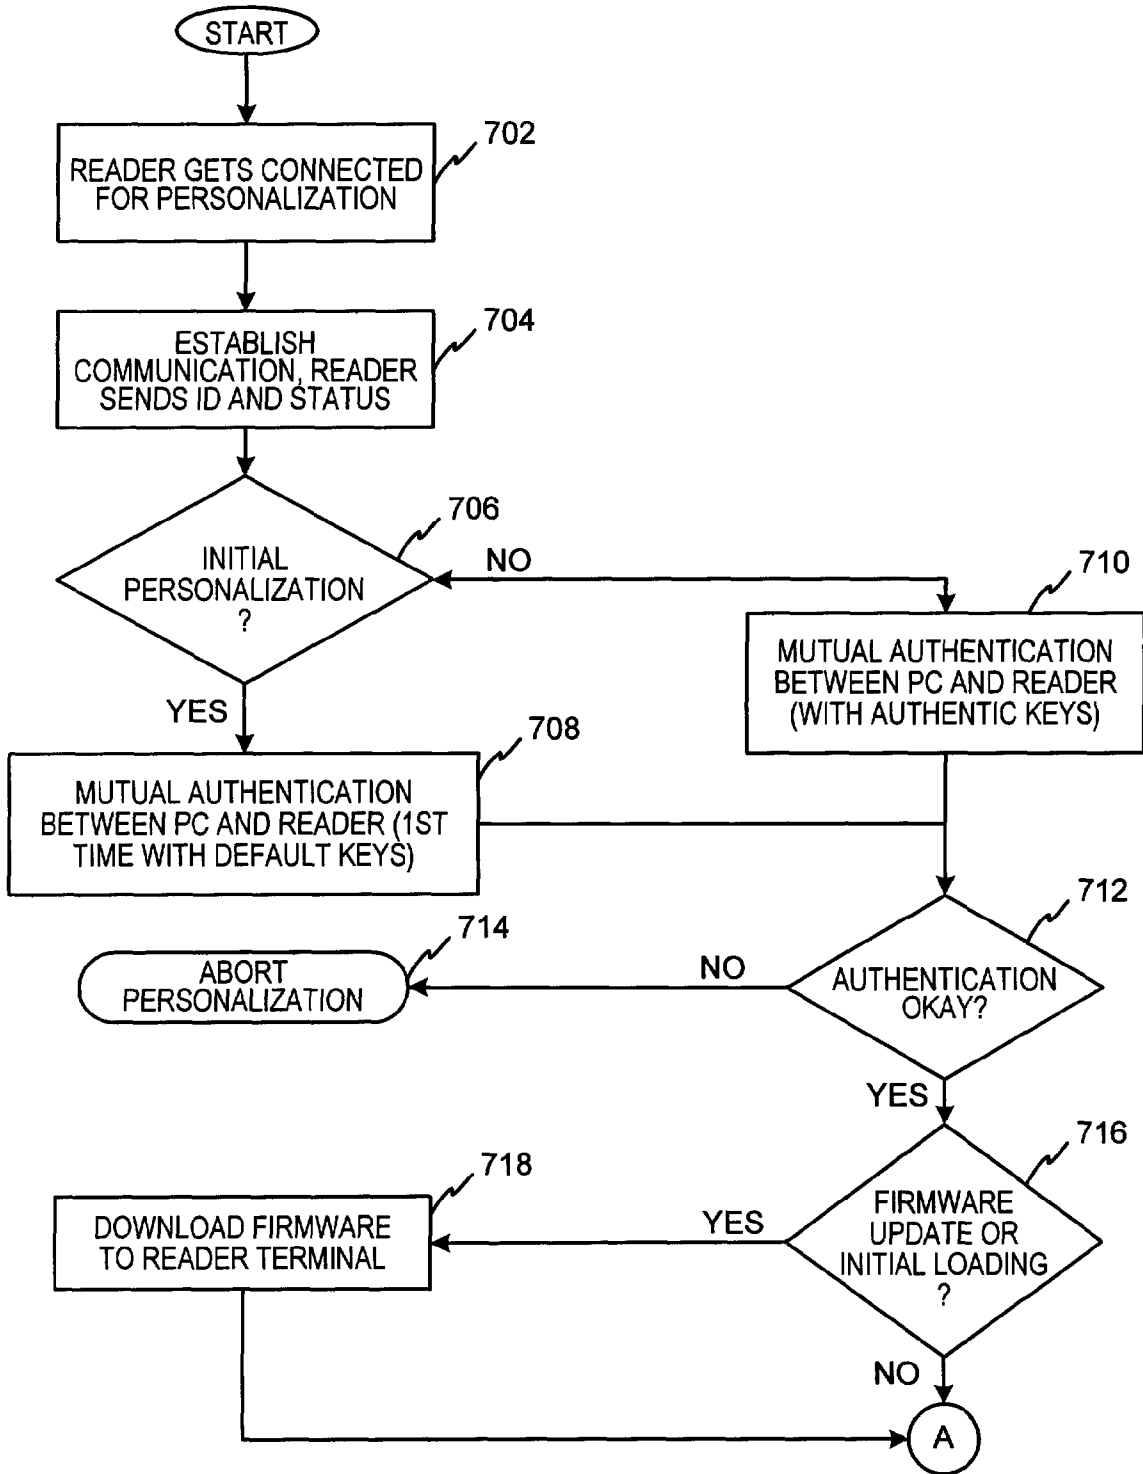 START
702
READER GETS CONNECTED
FOR PERSONALIZATION
704
ESTABLISH
COMMUNICATION, READER
SENDS ID AND STATUS
706
INITIAL
PERSONALIZATION
?
NO
710
MUTUAL AUTHENTICATION
BETWEEN PC AND READER
(WITH AUTHENTIC KEYS)
YES
708
MUTUAL AUTHENTICATION
BETWEEN PC AND READER (1ST
TIME WITH DEFAULT KEYS)
712
AUTHENTICATION
OKAY?
NO
714
ABORT
PERSONALIZATION
YES
716
FIRMWARE
UPDATE OR
INITIAL LOADING
?
YES
718
DOWNLOAD FIRMWARE
TO READER TERMINAL
NO
A